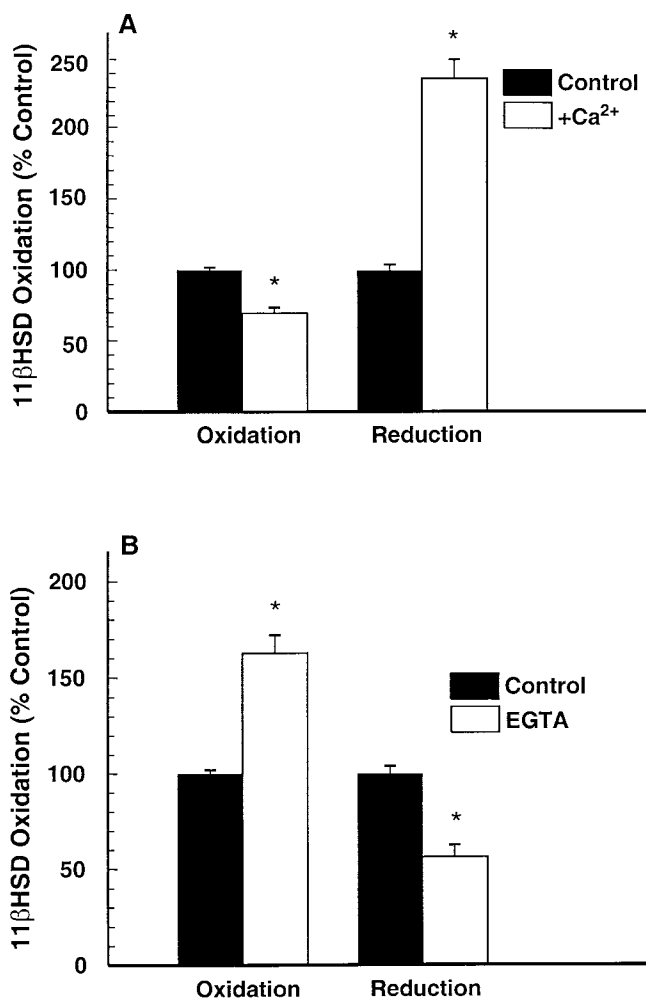 A
11βHSD Oxidation (% Control)
250
200
150
100
50
0
*
*
Control
+Ca²⁺
Oxidation
Reduction
B
11βHSD Oxidation (% Control)
200
150
100
50
0
*
*
Control
EGTA
Oxidation
Reduction